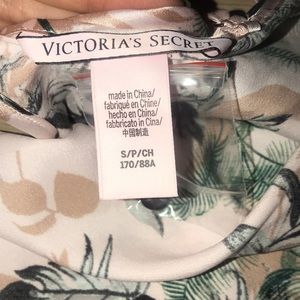 VICTORIA'S SECRET
made in China/
fabriqué en Chine/
hecho en China/
fabbricato in Cina/
中国制造
S/P/CH
170/88A